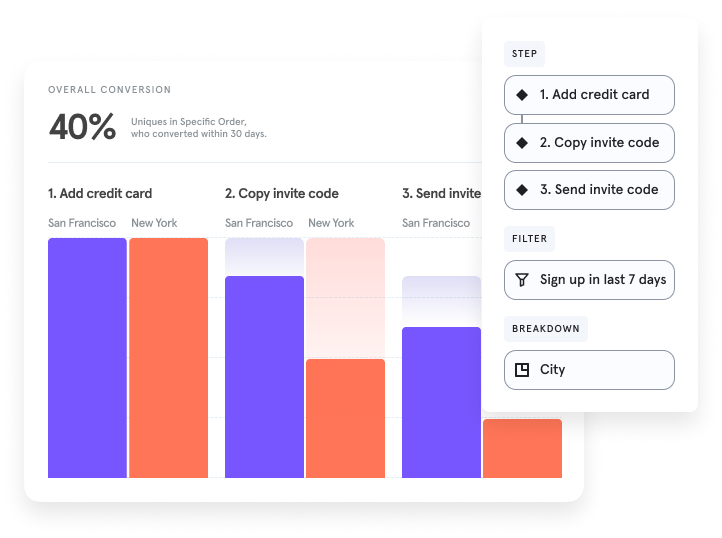 OVERALL CONVERSION
40%
Uniques in Specific Order,
who converted within 30 days.
1. Add credit card
2. Copy invite code
3. Send invite
San Francisco
New York
San Francisco
New York
San Francisco
STEP
1. Add credit card
2. Copy invite code
3. Send invite code
FILTER
Sign up in last 7 days
BREAKDOWN
City